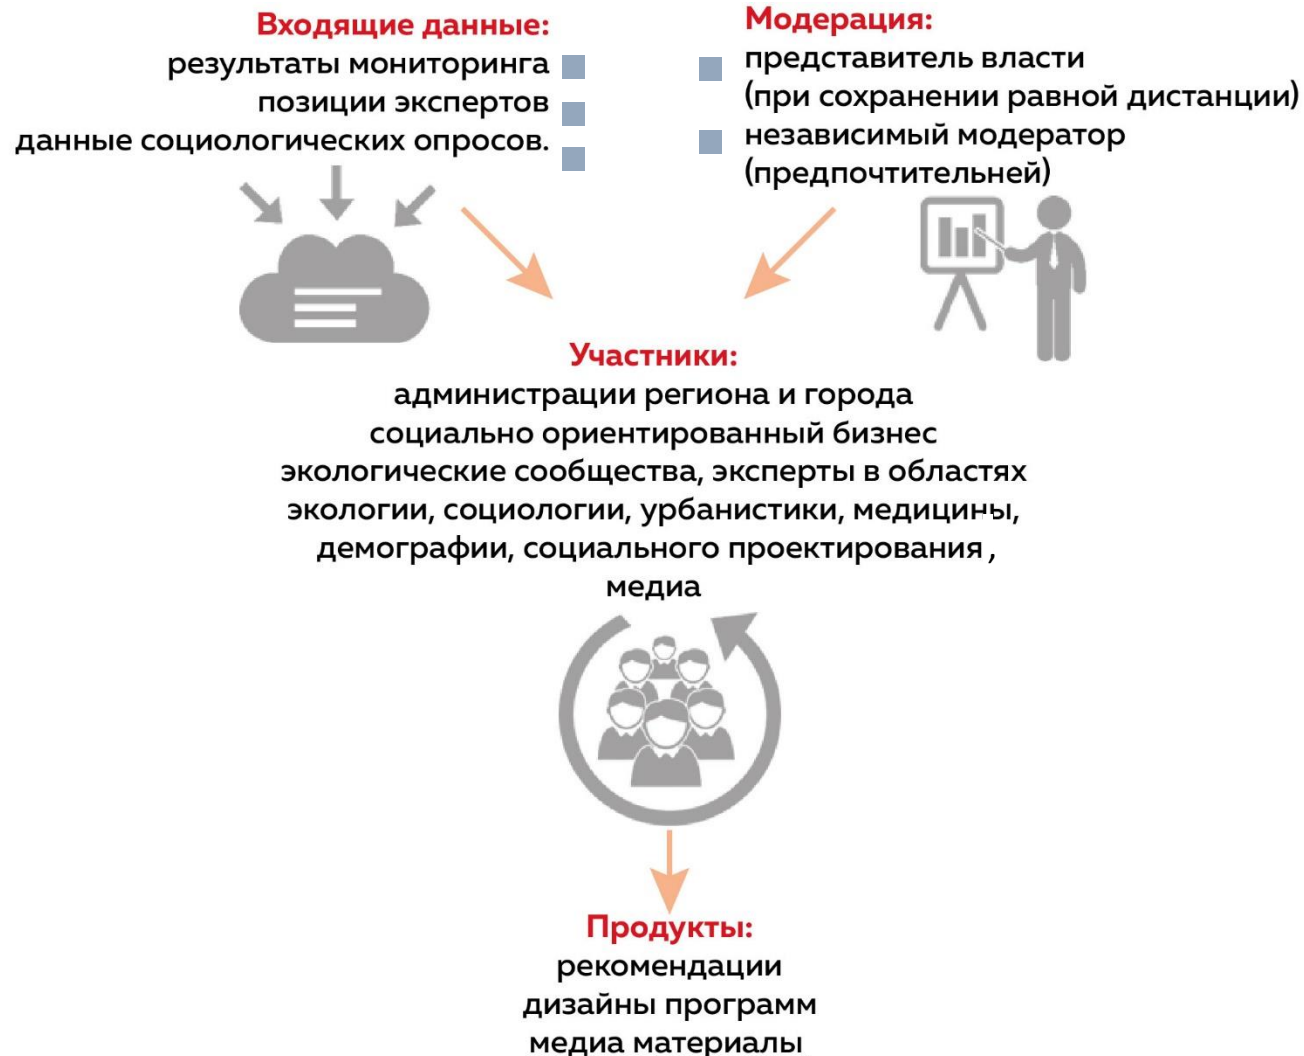 Входящие данные:
результаты мониторинга
позиции экспертов
данные социологических опросов.
Модерация:
представитель власти
(при сохранении равной дистанции)
независимый модератор
(предпочтительней)
Участники:
администрации региона и города
социально ориентированный бизнес
экологические сообщества, эксперты в областях
экологии, социологии, урбанистики, медицины,
демографии, социального проектирования ,
медиа
Продукты:
рекомендации
дизайны программ
медиа материалы